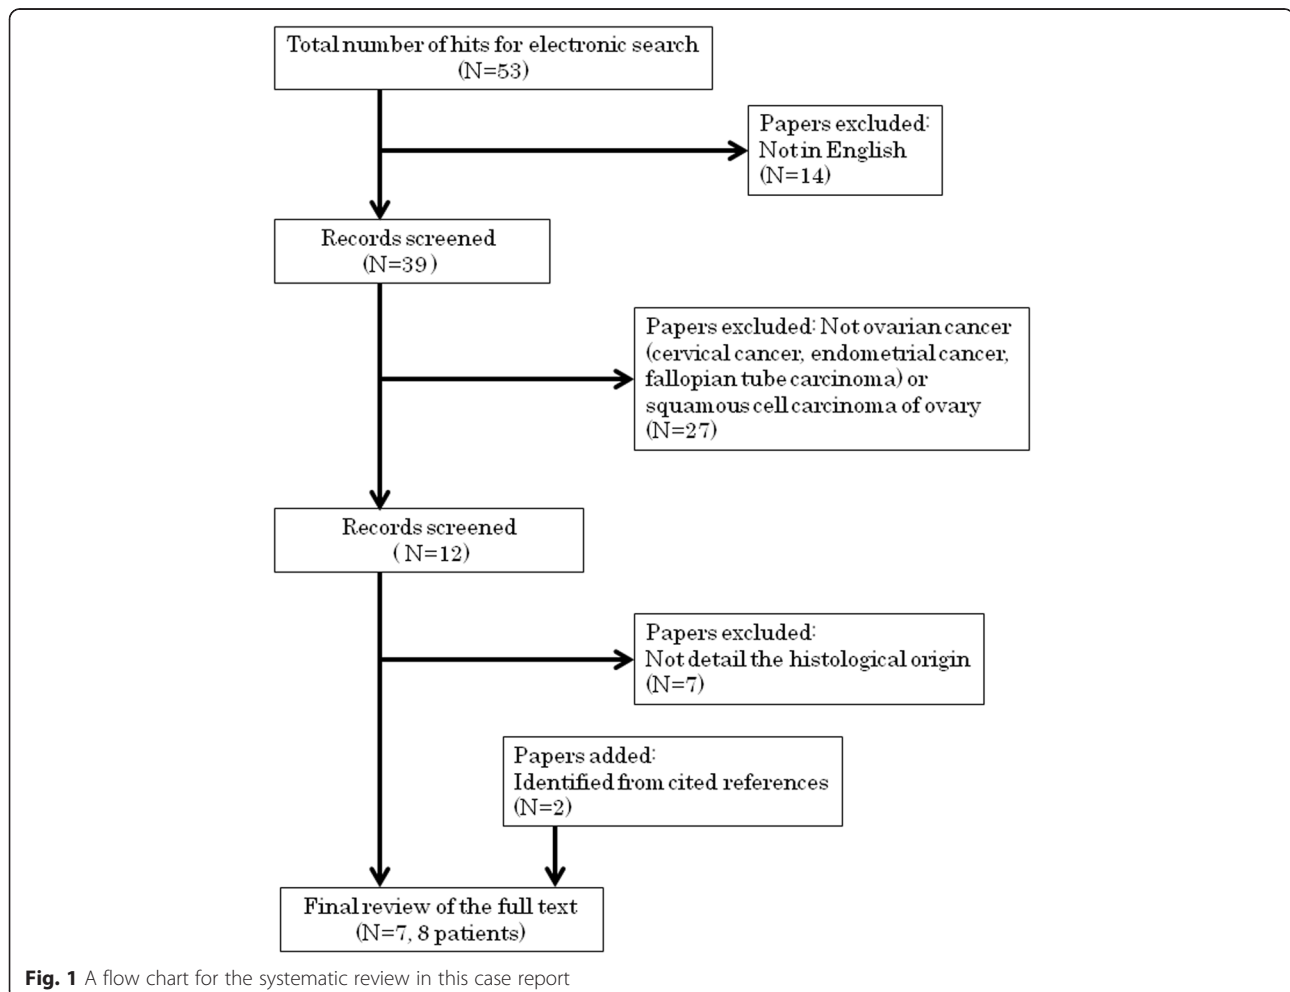 Total number of hits for electronic search
(N=53)
Papers excluded:
Not in English
(N=14)
Records screened
(N=39)
Papers excluded: Not ovarian cancer
(cervical cancer, endometrial cancer,
fallopian tube carcinoma) or
squamous cell carcinoma of ovary
(N=27)
Records screened
( N=12)
Papers excluded:
Not detail the histological origin
(N=7)
Papers added:
Identified from cited references
(N=2)
Final review of the full text
(N=7, 8 patients)
Fig. 1 A flow chart for the systematic review in this case report